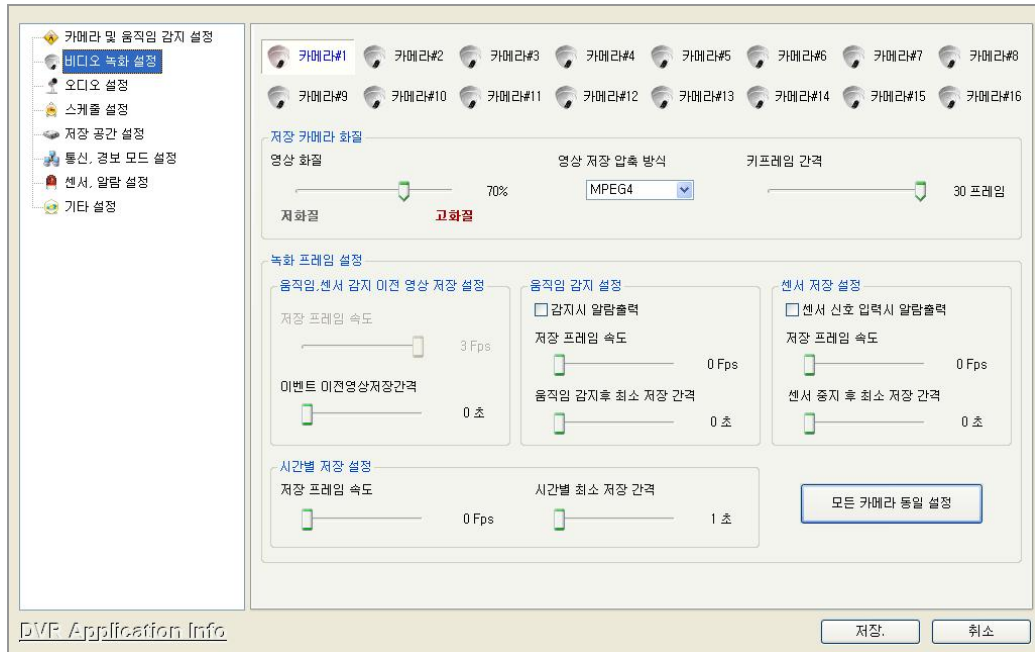 카메라 및 움직임 감지 설정
비디오 녹화 설정
오디오 설정
스케줄 설정
저장 공간 설정
통신, 경보 모드 설정
센서, 알람 설정
기타 설정
카메라#1 카메라#2 카메라#3 카메라#4 카메라#5 카메라#6 카메라#7 카메라#8
카메라#9 카메라#10 카메라#11 카메라#12 카메라#13 카메라#14 카메라#15 카메라#16
저장 카메라 화질
영상 화질 영상 저장 압축 방식 키프레임 간격
70% MPEG4 30 프레임
저화질 고화질
녹화 프레임 설정
움직임,센서 감지 이전 영상 저장 설정
저장 프레임 속도
3 Fps
이벤트 이전영상저장간격
0 초
움직임 감지 설정
감지시 알람출력
저장 프레임 속도
0 Fps
움직임 감지후 최소 저장 간격
0 초
센서 저장 설정
센서 신호 입력시 알람출력
저장 프레임 속도
0 Fps
센서 중지 후 최소 저장 간격
0 초
시간별 저장 설정
저장 프레임 속도 시간별 최소 저장 간격
0 Fps 1 초
모든 카메라 동일 설정
DVR Application Info
저장. 취소